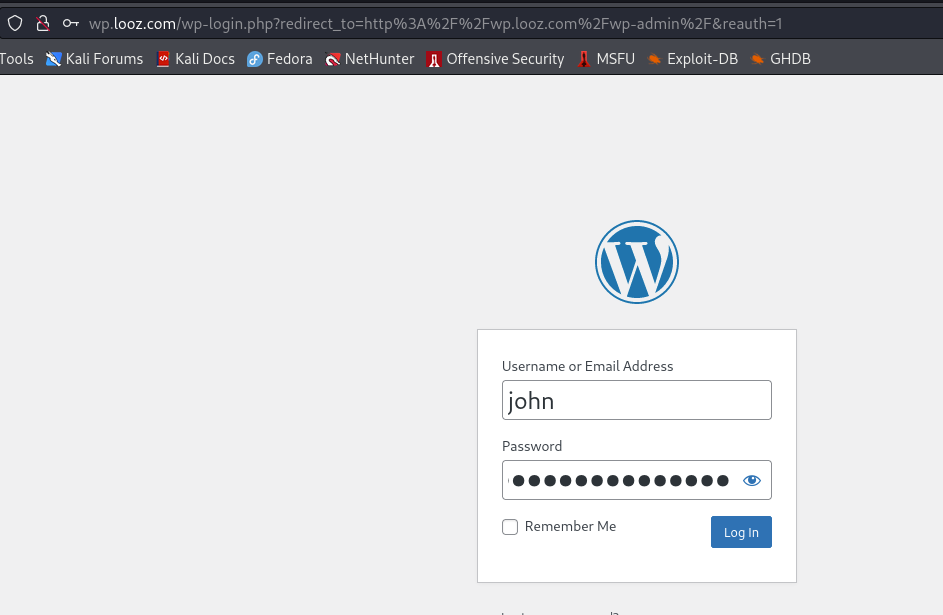 wp.looz.com/wp-login.php?redirect_to=http%3A%2F%2Fwp.looz.com%2Fwp-admin%2F&reauth=1
Tools Kali Forums Kali Docs Fedora NetHunter Offensive Security MSFU Exploit-DB GHDB
Username or Email Address
john
Password
Remember Me
Log In